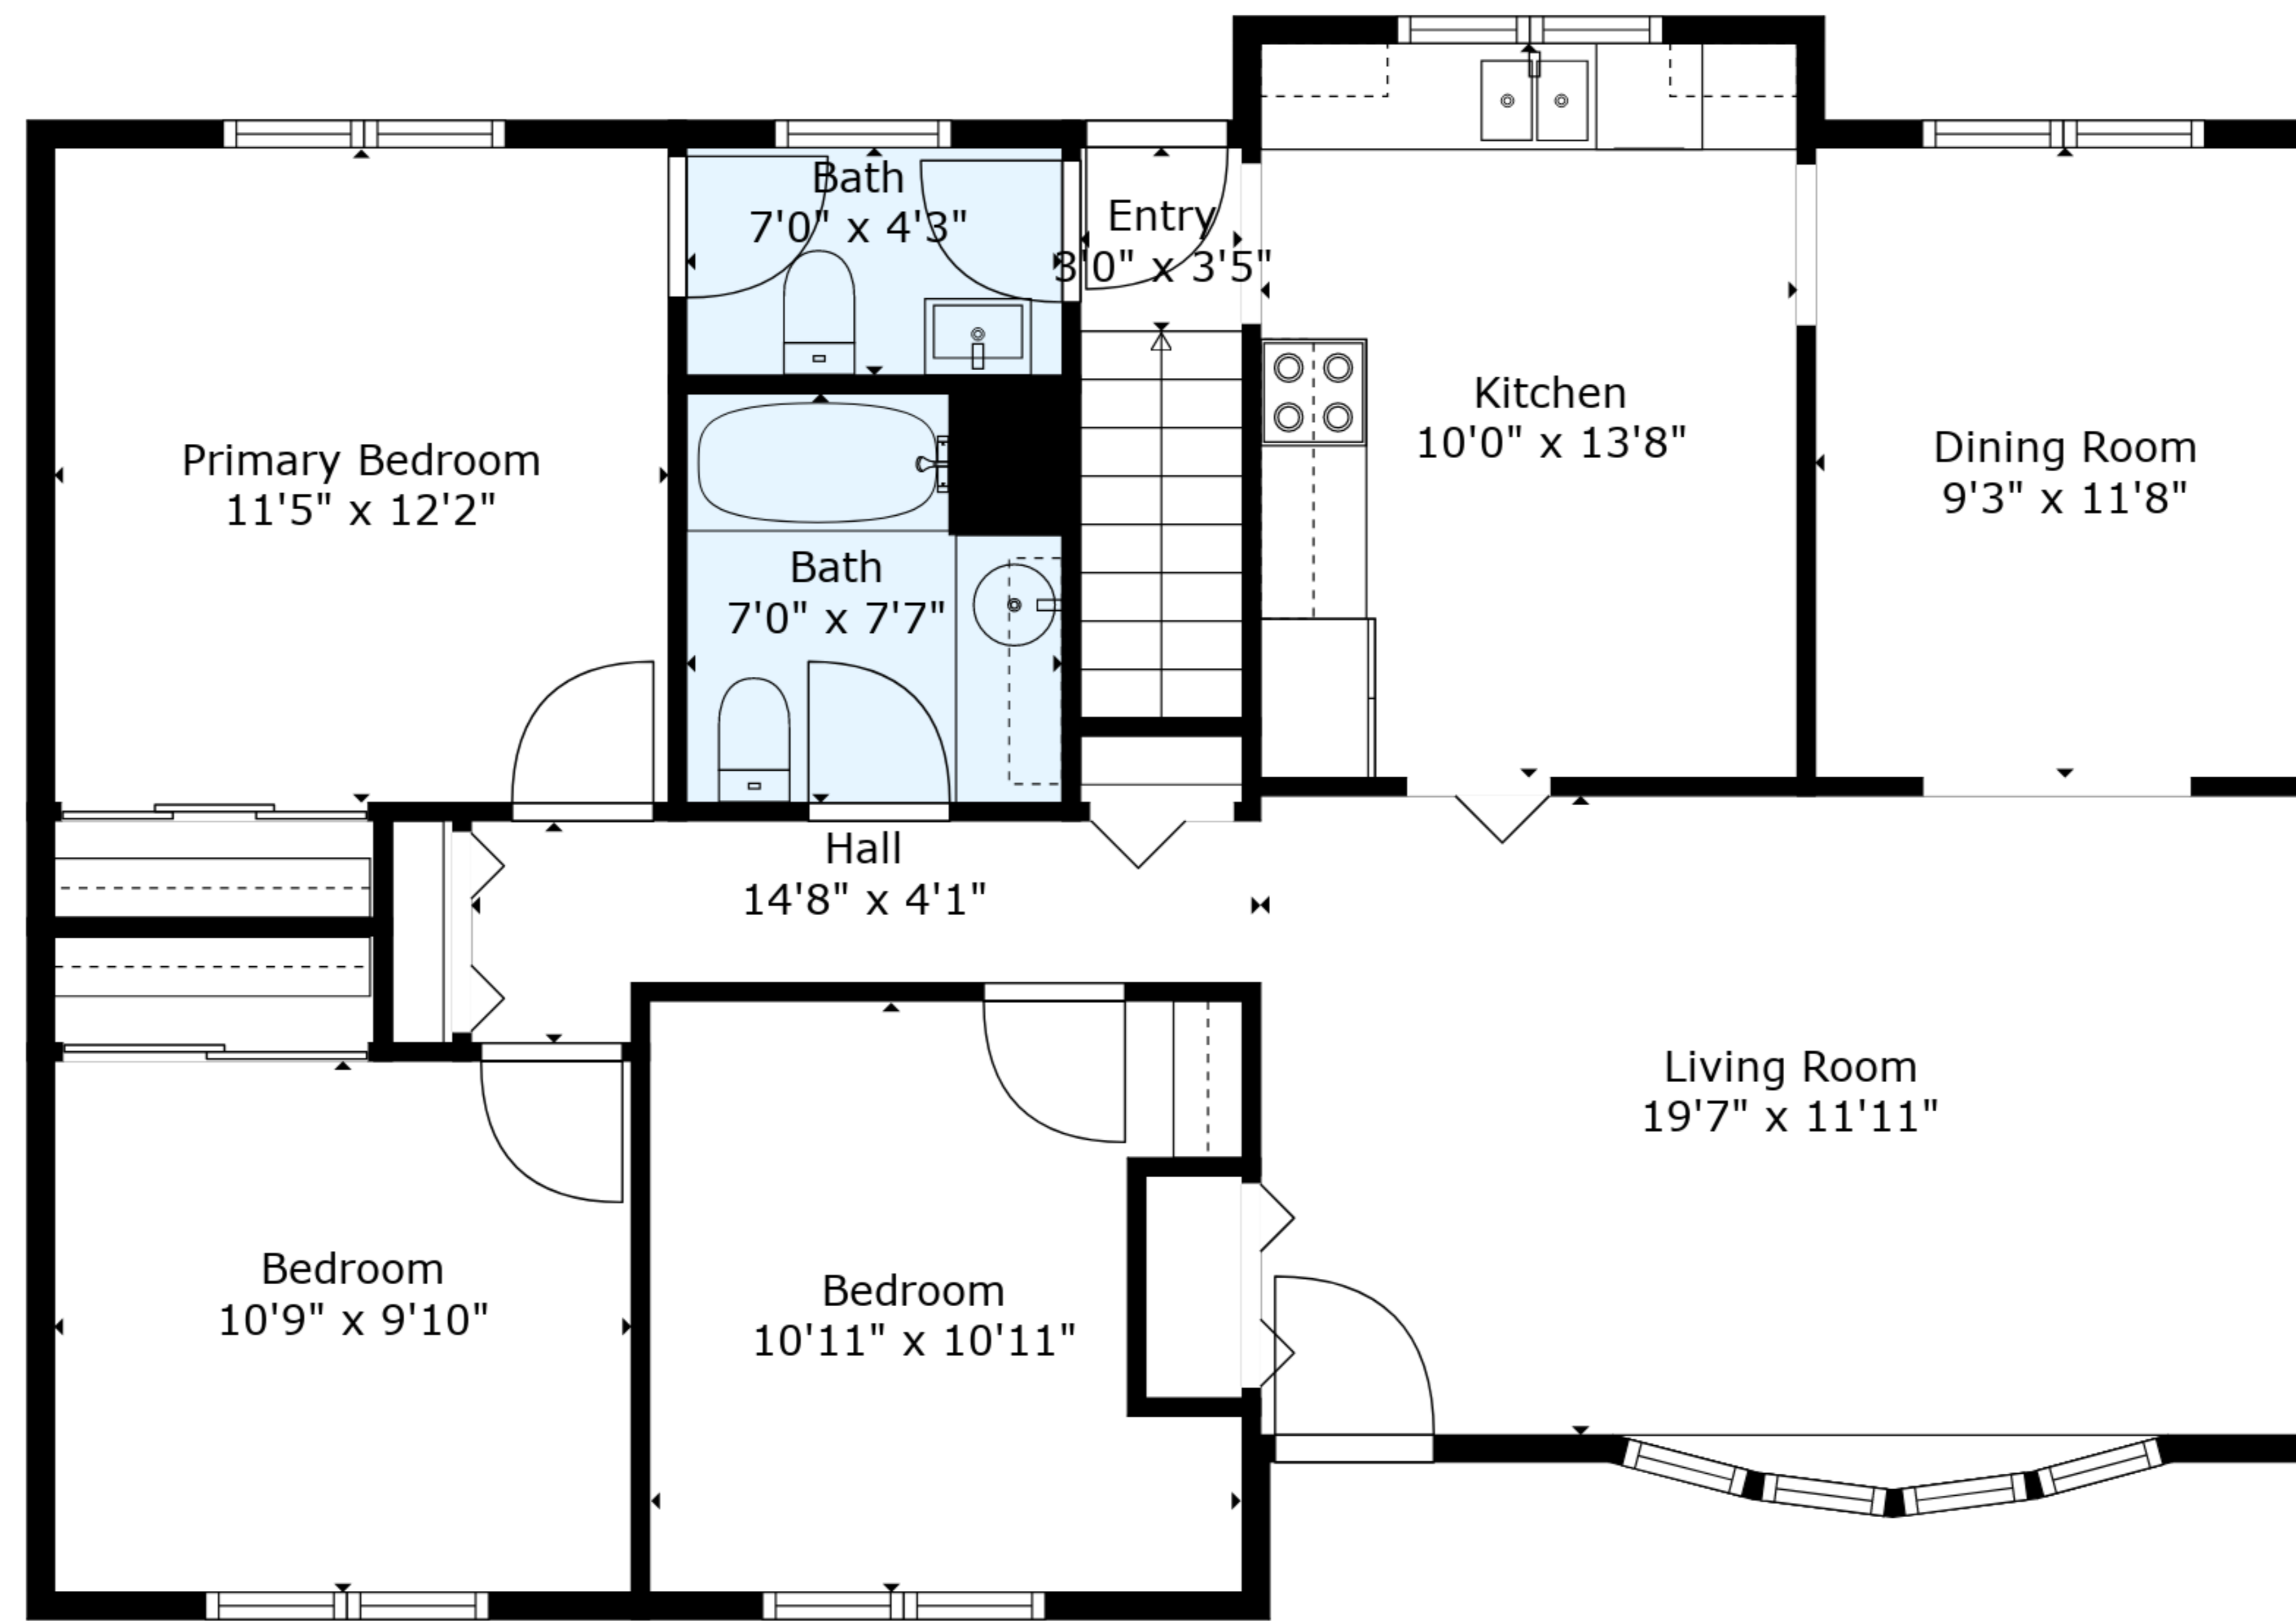 Bath
7'0" x 4'3"
Entry
3'0" x 3'5"
Kitchen
10'0" x 13'8"
Dining Room
9'3" x 11'8"
Primary Bedroom
11'5" x 12'2"
Bath
7'0" x 7'7"
Hall
14'8" x 4'1"
Living Room
19'7" x 11'11"
Bedroom
10'9" x 9'10"
Bedroom
10'11" x 10'11"